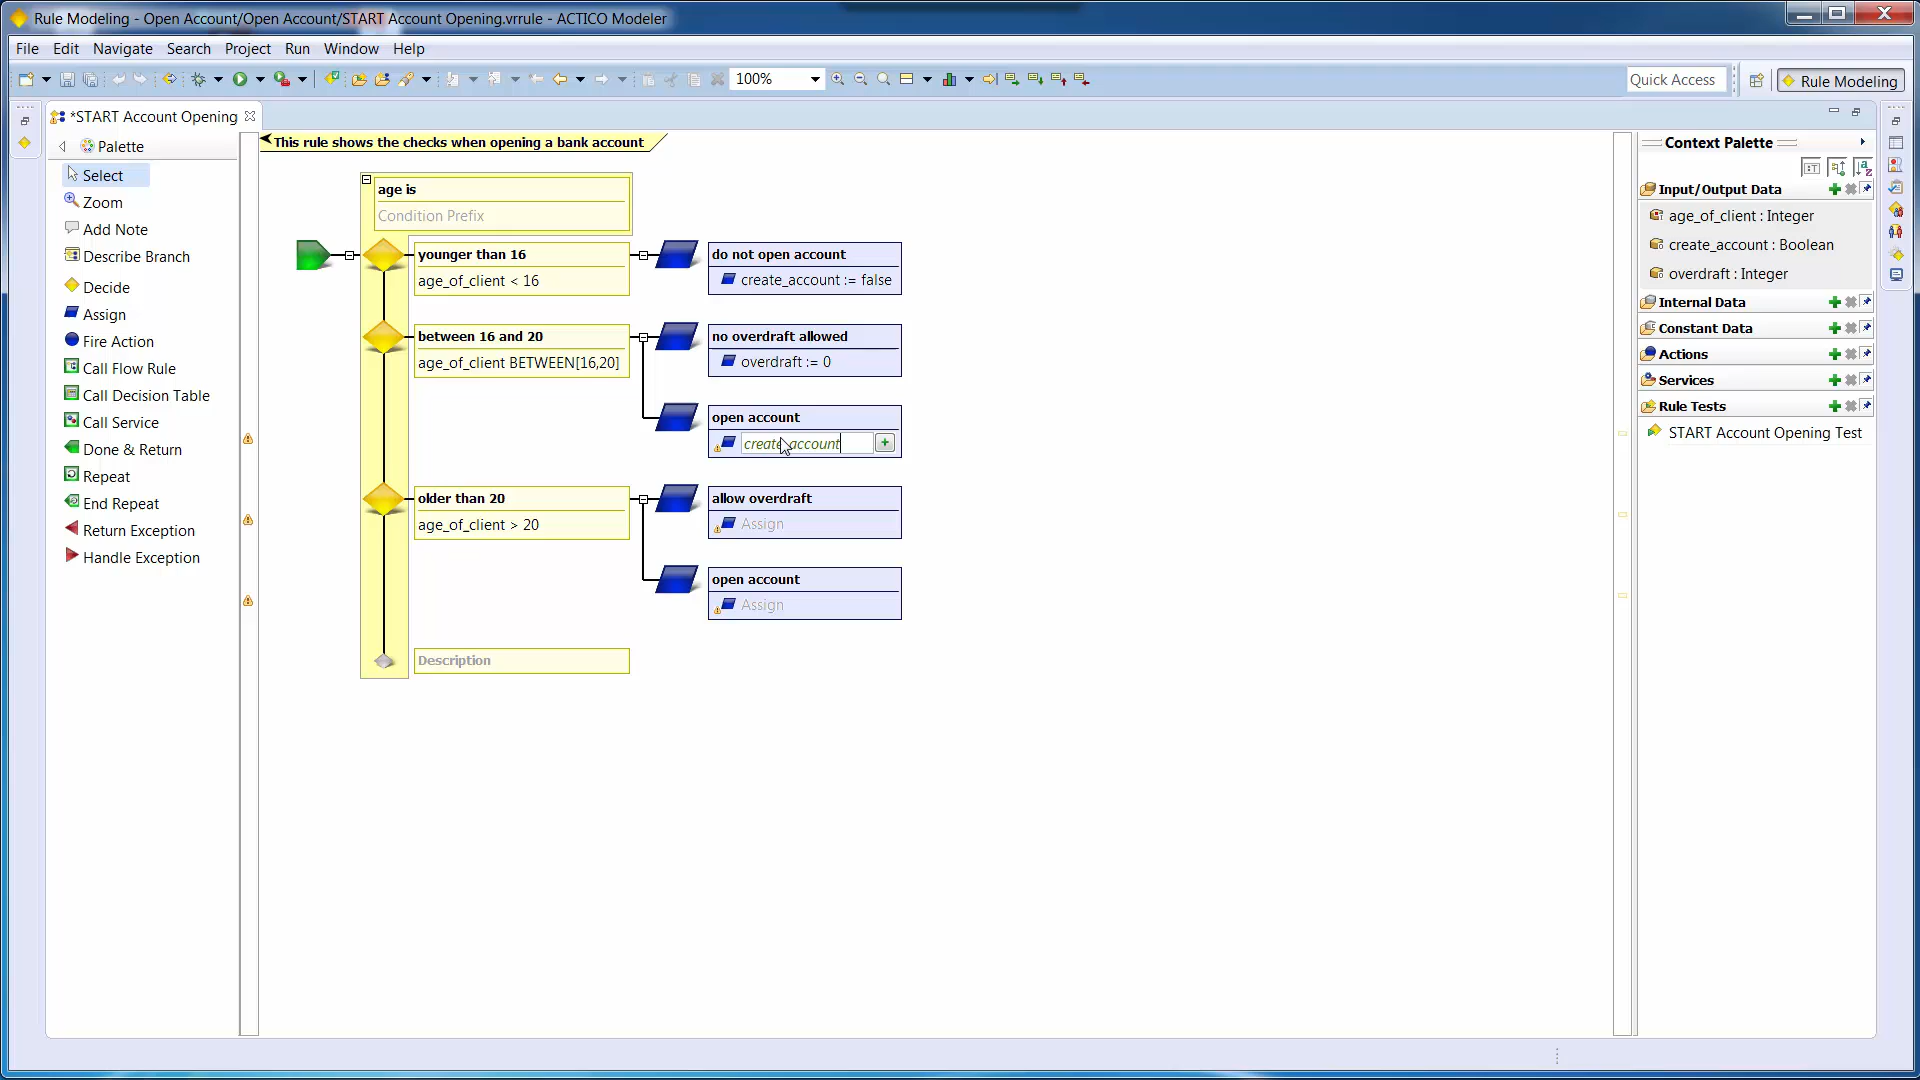 Rule Modeling - Open Account/Open Account/START Account Opening.vrrule - ACTICO Modeler
File Edit Navigate Search Project Run Window Help
100%
Quick Access
Rule Modeling
*START Account Opening
Palette
Select
Zoom
Add Note
Describe Branch
Decide
Assign
Fire Action
Call Flow Rule
Call Decision Table
Call Service
Done & Return
Repeat
End Repeat
Return Exception
Handle Exception
This rule shows the checks when opening a bank account
age is
Condition Prefix
younger than 16
age_of_client < 16
do not open account
create_account := false
between 16 and 20
age_of_client BETWEEN[16,20]
no overdraft allowed
overdraft := 0
open account
create_account
older than 20
age_of_client > 20
allow overdraft
Assign
open account
Assign
Description
Context Palette
Input/Output Data
age_of_client : Integer
create_account : Boolean
overdraft : Integer
Internal Data
Constant Data
Actions
Services
Rule Tests
START Account Opening Test